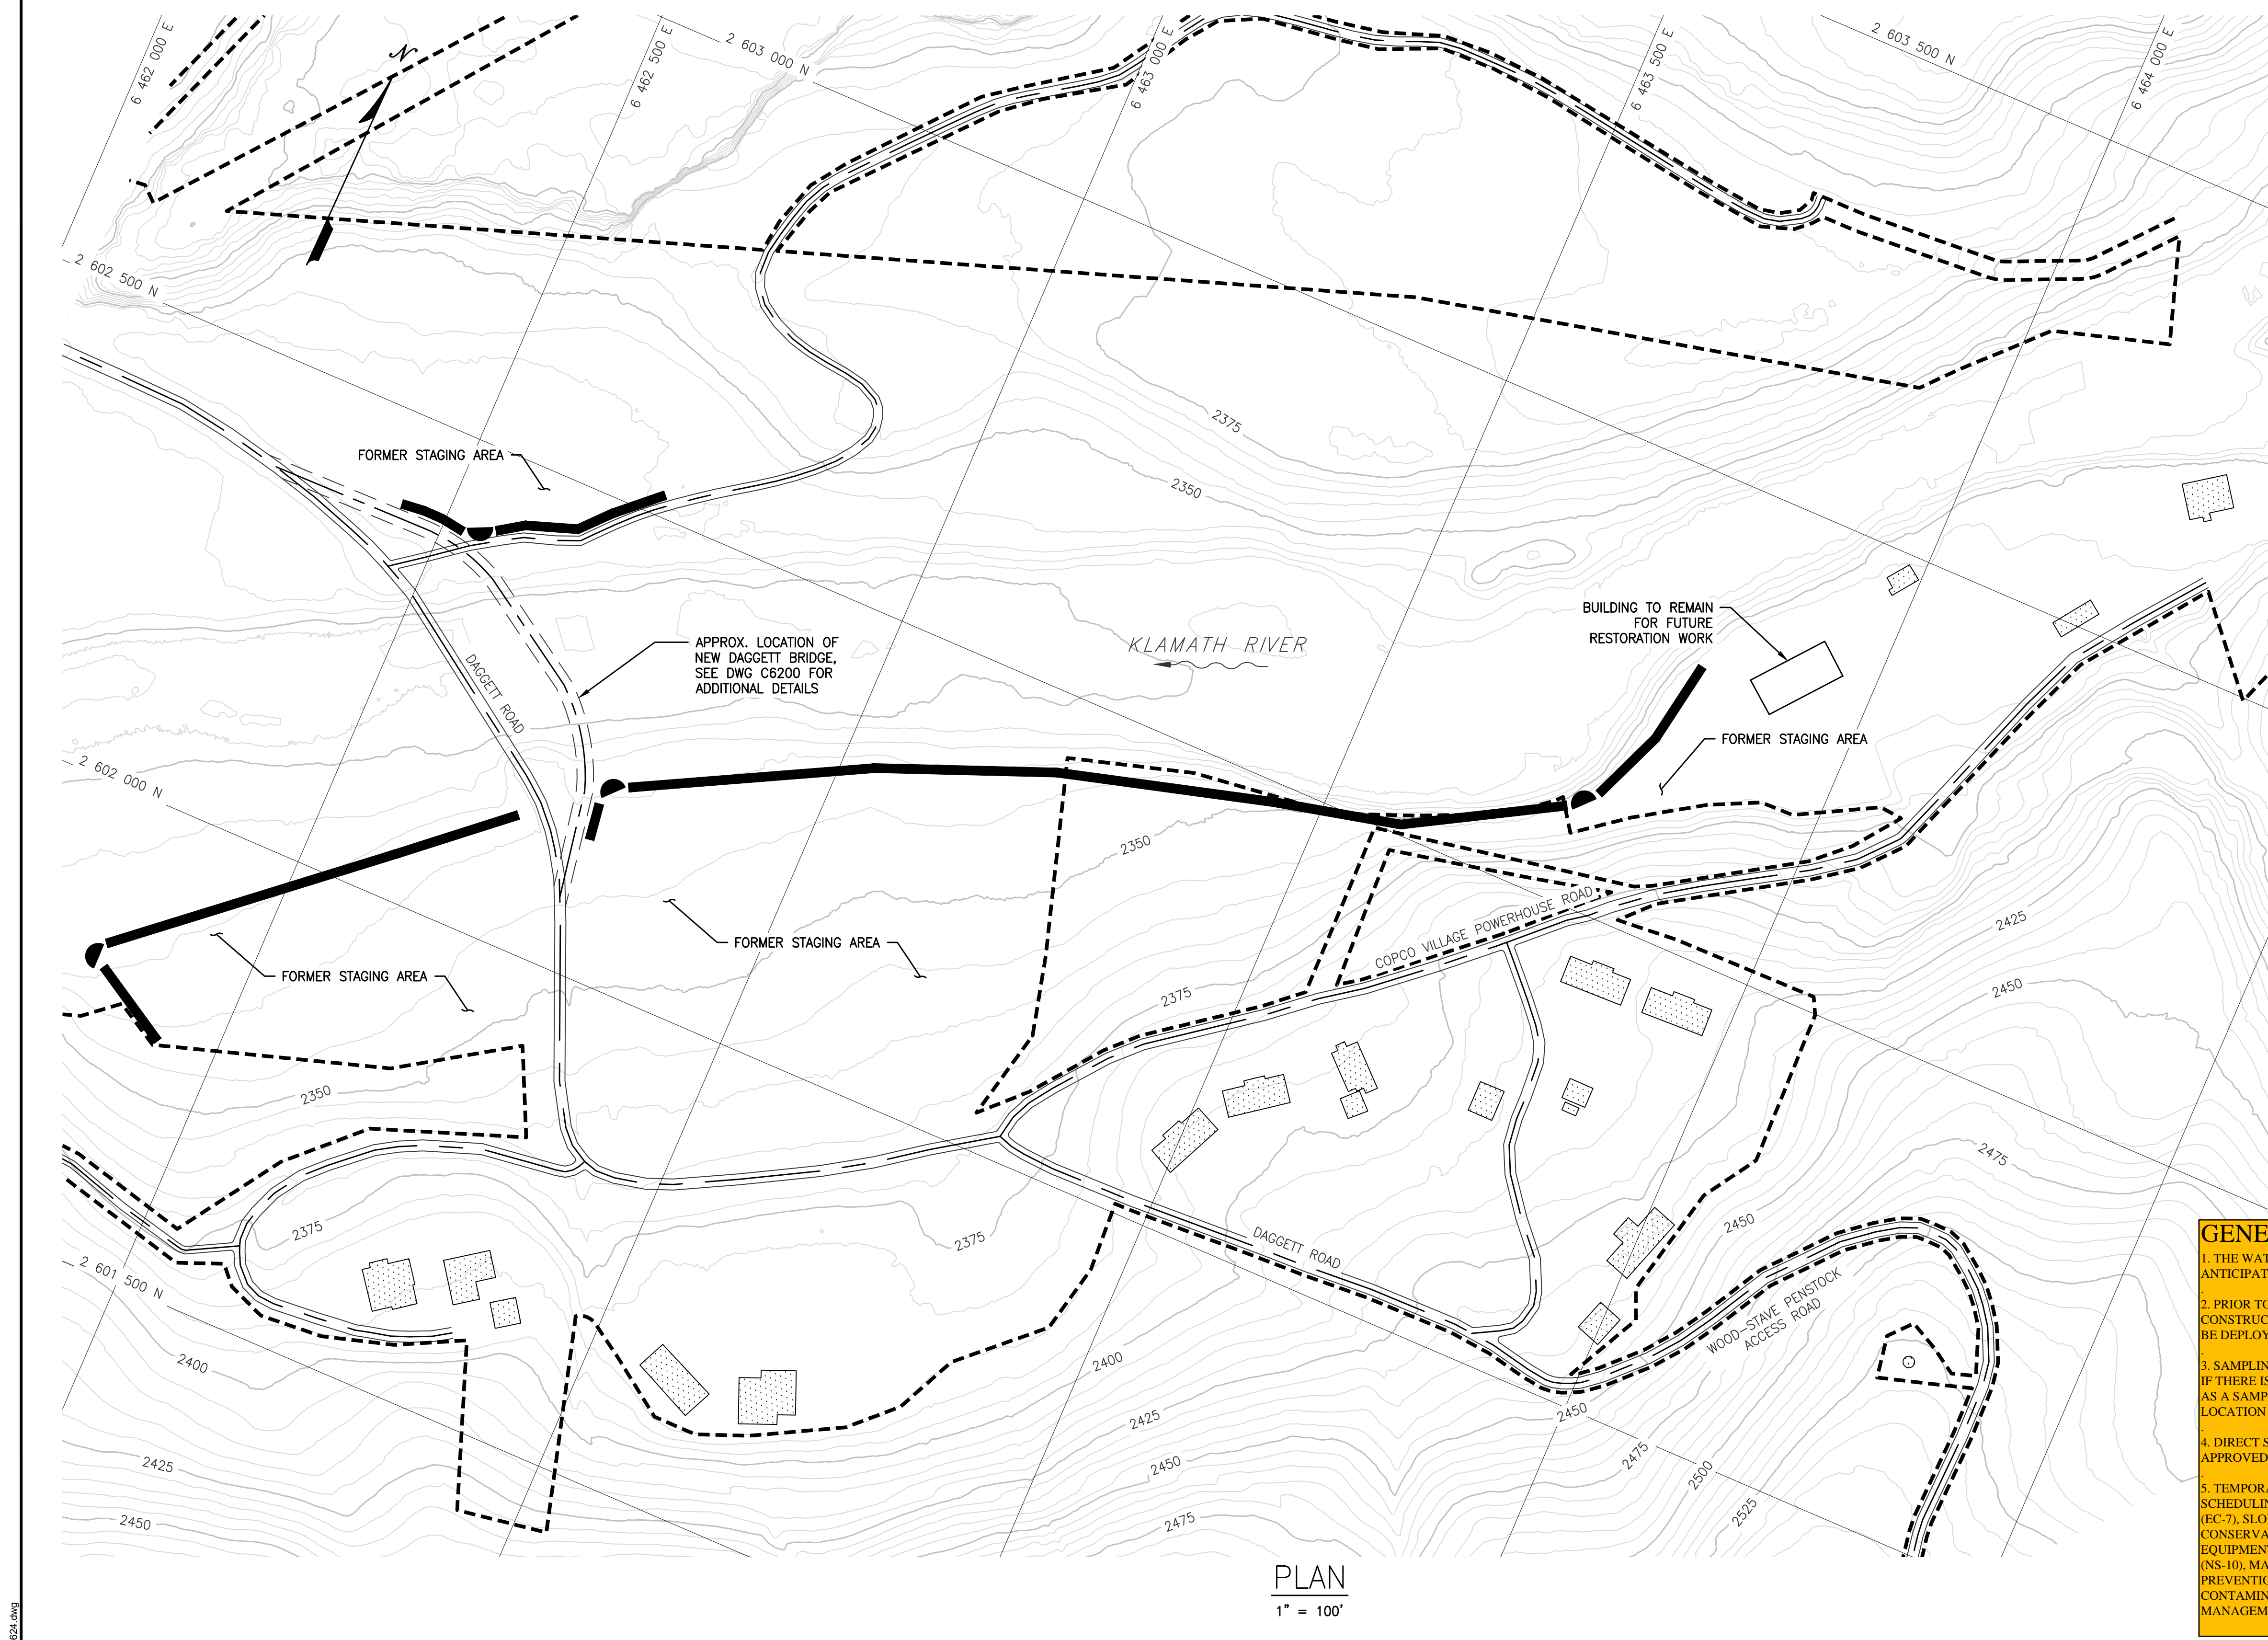 6 462 000 E
N
6 462 500 E
2 603 000 N
6 463 000 E
6 463 500 E
2 603 500 N
6 464 000 E
2 602 500 N
2375
FORMER STAGING AREA
2350
BUILDING TO REMAIN
FOR FUTURE
RESTORATION WORK
APPROX. LOCATION OF
NEW DAGGETT BRIDGE,
SEE DWG C6200 FOR
ADDITIONAL DETAILS
KLAMATH RIVER
DAGGETT ROAD
FORMER STAGING AREA
2 602 000 N
2350
COPCO VILLAGE POWERHOUSE ROAD
2425
FORMER STAGING AREA
FORMER STAGING AREA
2450
2375
2350
2475
2375
2375
2450
DAGGETT ROAD
WOOD-STAVE PENSTOCK
ACCESS ROAD
2 601 500 N
2400
2400
2425
2450
2425
2450
2475
2475
2500
2525
2450
2475
PLAN
1" = 100'
624.dwg
GENE
1. THE WAT
ANTICIPAT
.
2. PRIOR TO
CONSTRUC
BE DEPLOY
.
3. SAMPLIN
IF THERE IS
AS A SAMP
LOCATION
.
4. DIRECT S
APPROVED
.
5. TEMPORA
SCHEDULIN
(EC-7), SLO
CONSERVA
EQUIPMENT
(NS-10), MA
PREVENTIO
CONTAMIN
MANAGEM